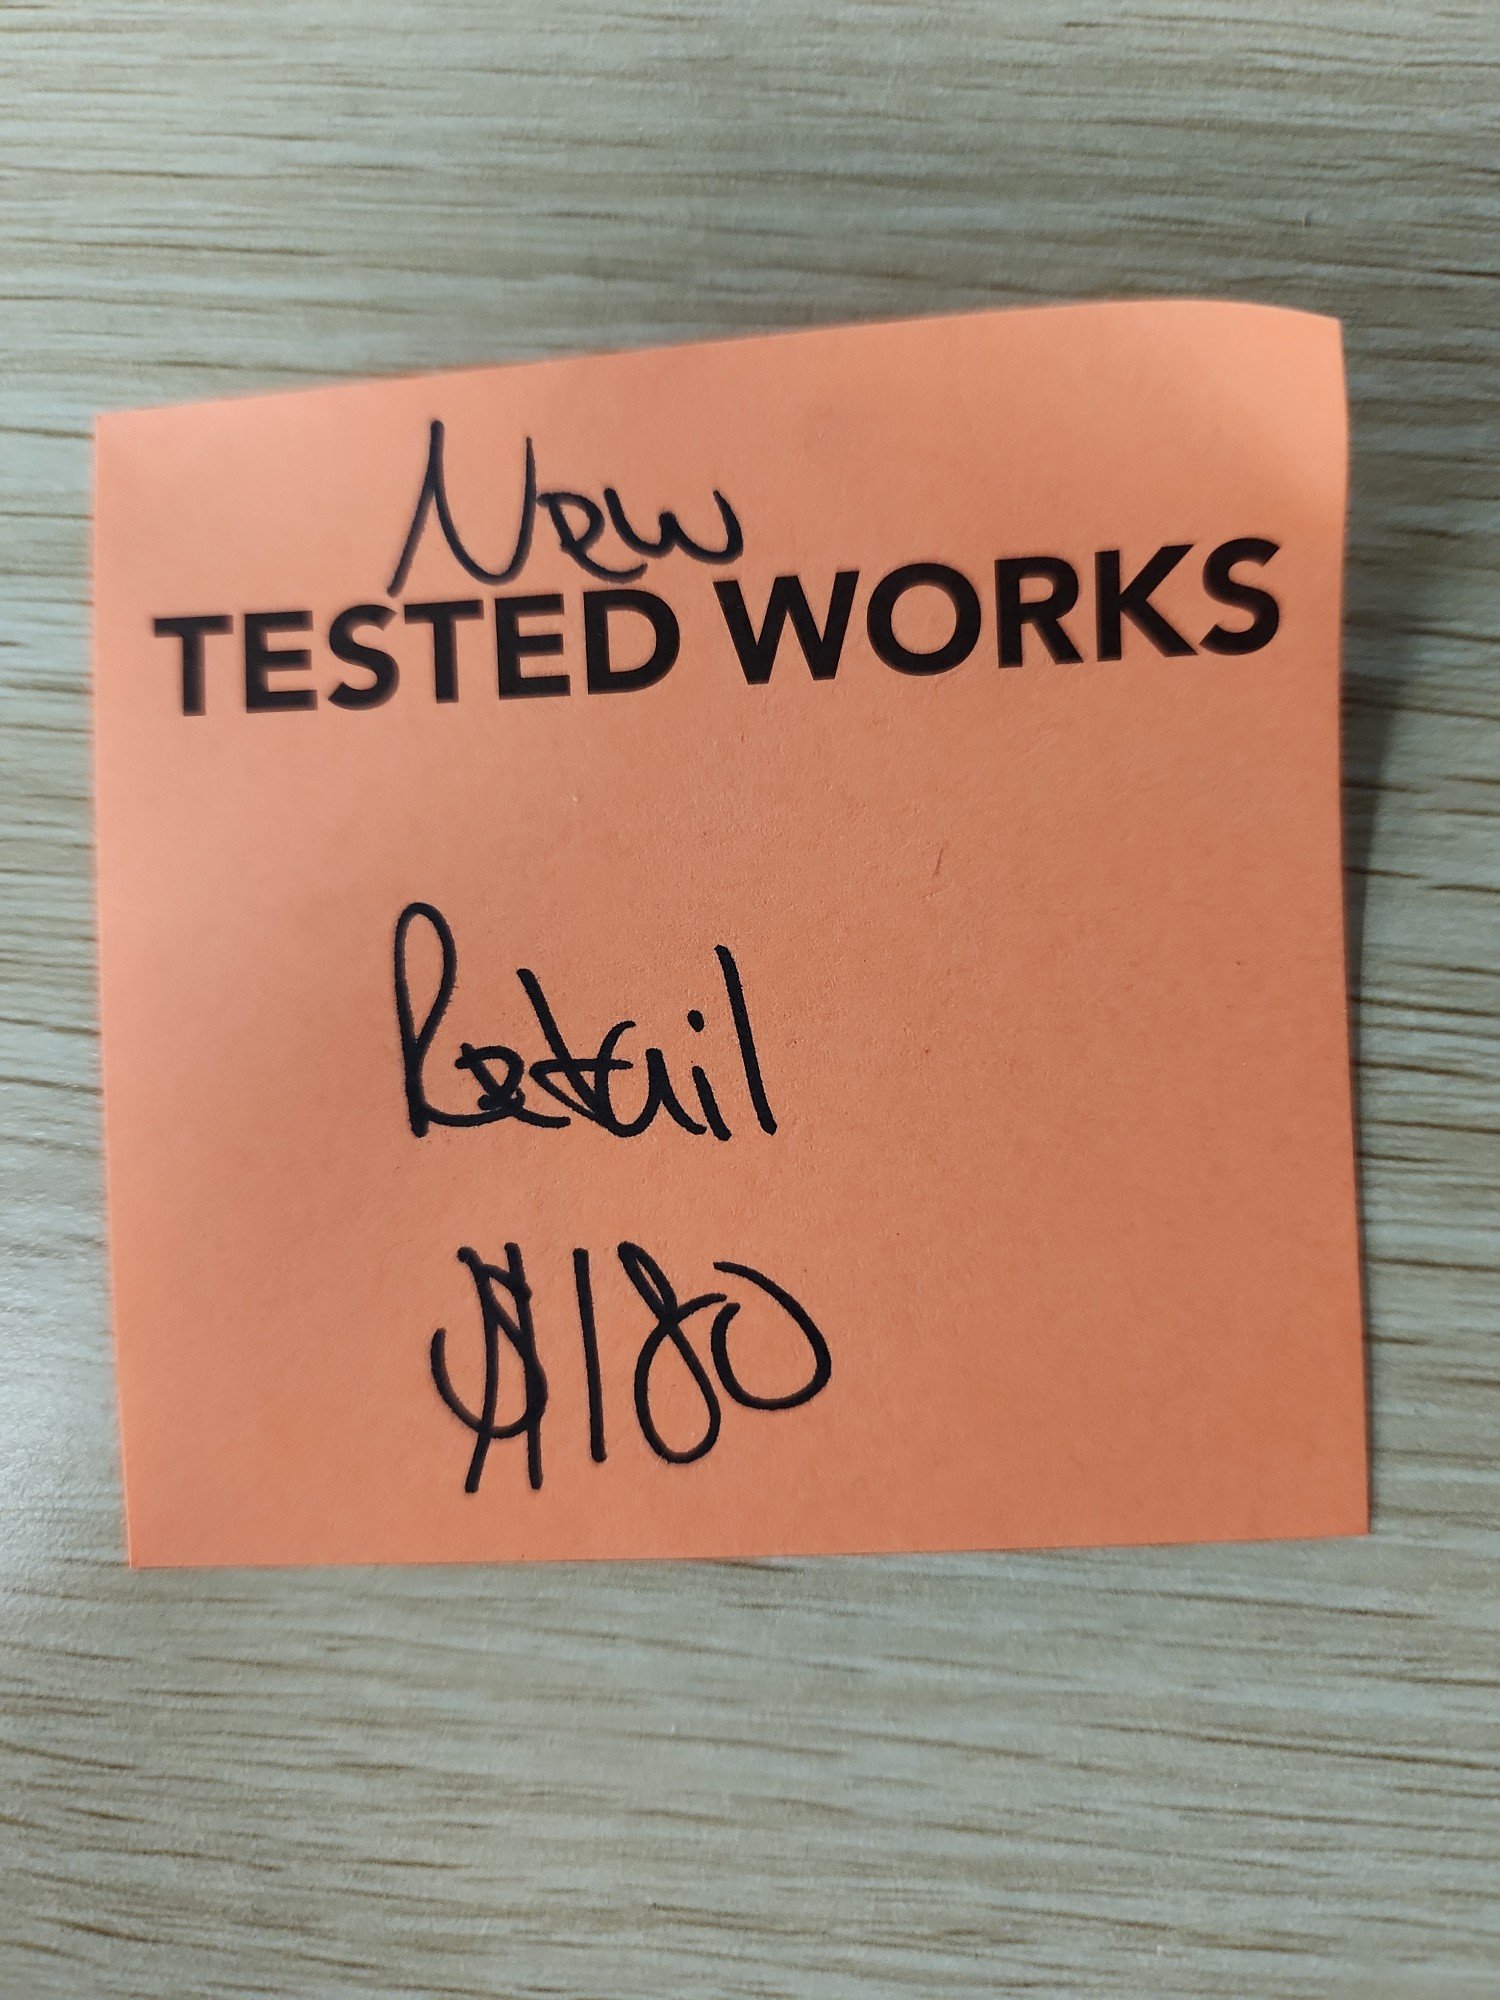 New
TESTED WORKS
Retail
$180